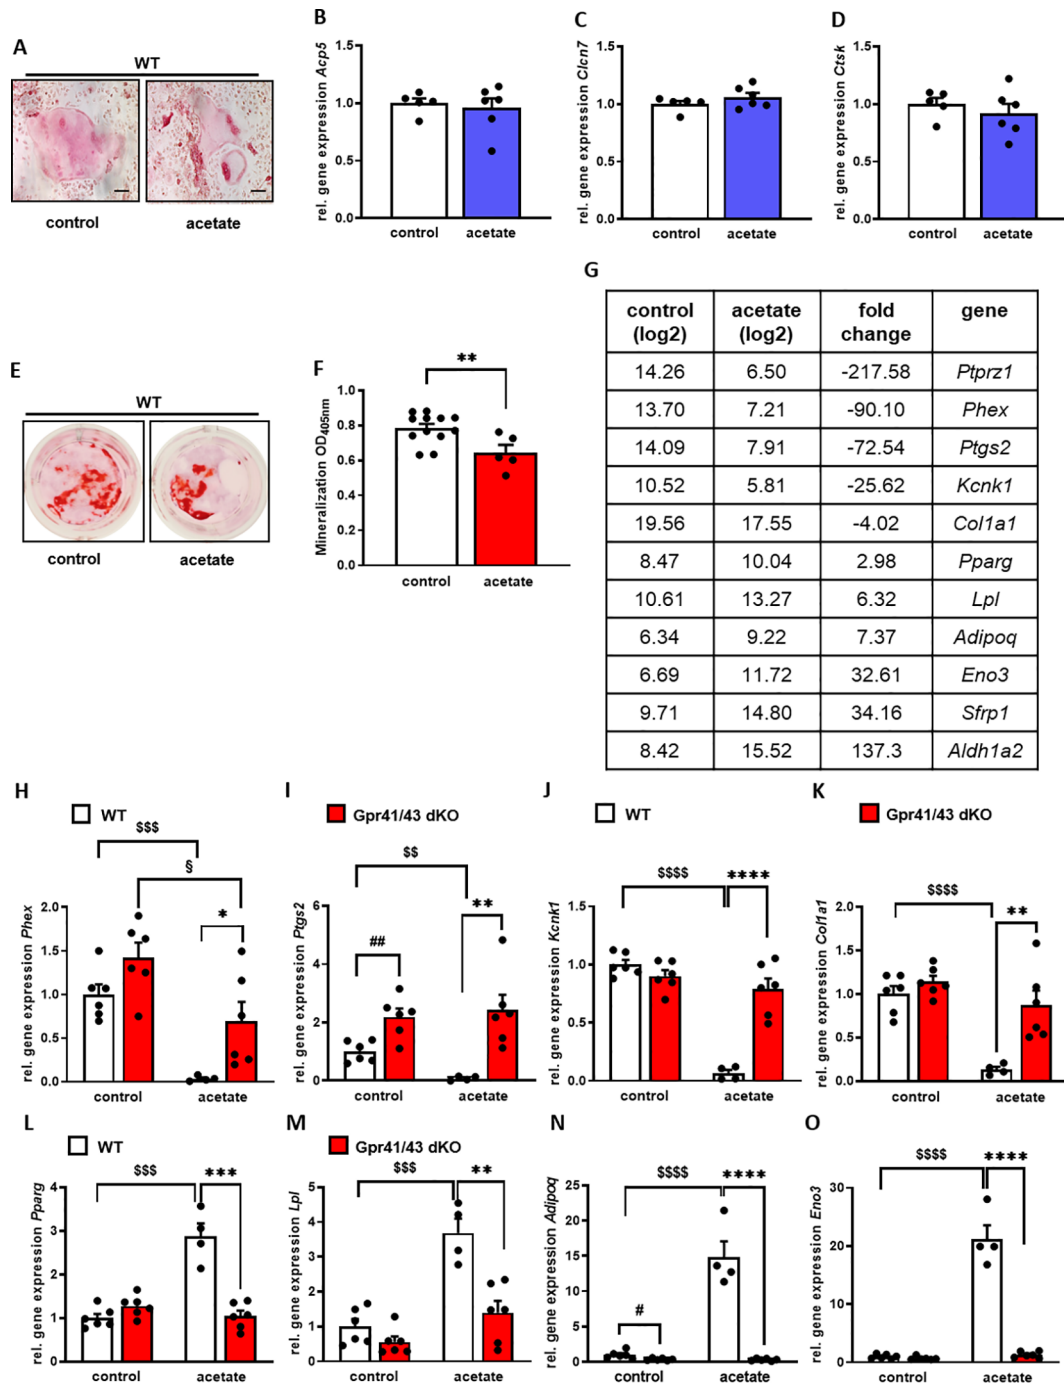 A
WT
control
acetate
B
rel. gene expression Acp5
1.5
1.0
0.5
0.0
control
acetate
C
rel. gene expression Clcn7
1.5
1.0
0.5
0.0
control
acetate
D
rel. gene expression Ctsk
1.5
1.0
0.5
0.0
control
acetate
E
WT
control
acetate
F
**
Mineralization OD405nm
1.0
0.8
0.6
0.4
0.2
0.0
control
acetate
G
control (log2) acetate (log2) fold change gene
14.26 6.50 -217.58 Ptprz1
13.70 7.21 -90.10 Phex
14.09 7.91 -72.54 Ptgs2
10.52 5.81 -25.62 Kcnk1
19.56 17.55 -4.02 Col1a1
8.47 10.04 2.98 Pparg
10.61 13.27 6.32 Lpl
6.34 9.22 7.37 Adipoq
6.69 11.72 32.61 Eno3
9.71 14.80 34.16 Sfrp1
8.42 15.52 137.3 Aldh1a2
H
WT
$$$
§
*
rel. gene expression Phex
2.0
1.5
1.0
0.5
0.0
control
acetate
I
Gpr41/43 dKO
$$
**
##
rel. gene expression Ptgs2
6
4
2
0
control
acetate
J
WT
$$$$
****
rel. gene expression Kcnk1
1.5
1.0
0.5
0.0
control
acetate
K
Gpr41/43 dKO
$$$$
**
rel. gene expression Col1a1
2.0
1.5
1.0
0.5
0.0
control
acetate
L
WT
$$$
***
rel. gene expression Pparg
4
3
2
1
0
control
acetate
M
Gpr41/43 dKO
$$$
**
rel. gene expression Lpl
5
4
3
2
1
0
control
acetate
N
$$$$
****
#
rel. gene expression Adipoq
25
20
15
10
5
0
control
acetate
O
$$$$
****
rel. gene expression Eno3
30
20
10
0
control
acetate